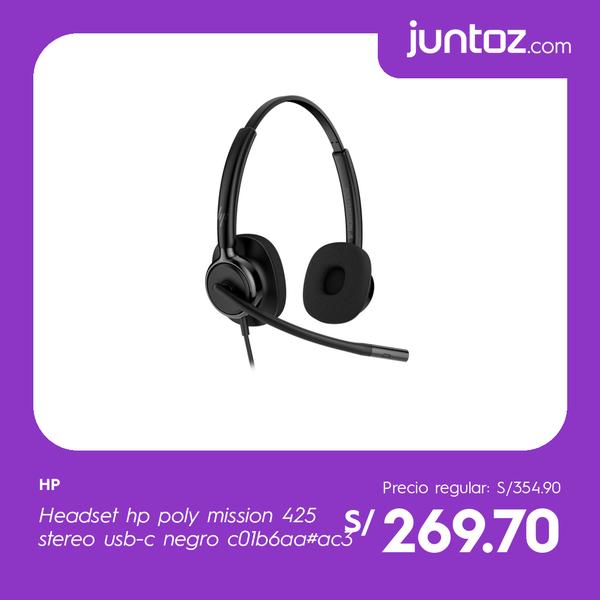 juntoz.com
HP
Precio regular: S/354.90
Headset hp poly mission 425
stereo usb-c negro c01b6aa#ac3
S/ 269.70